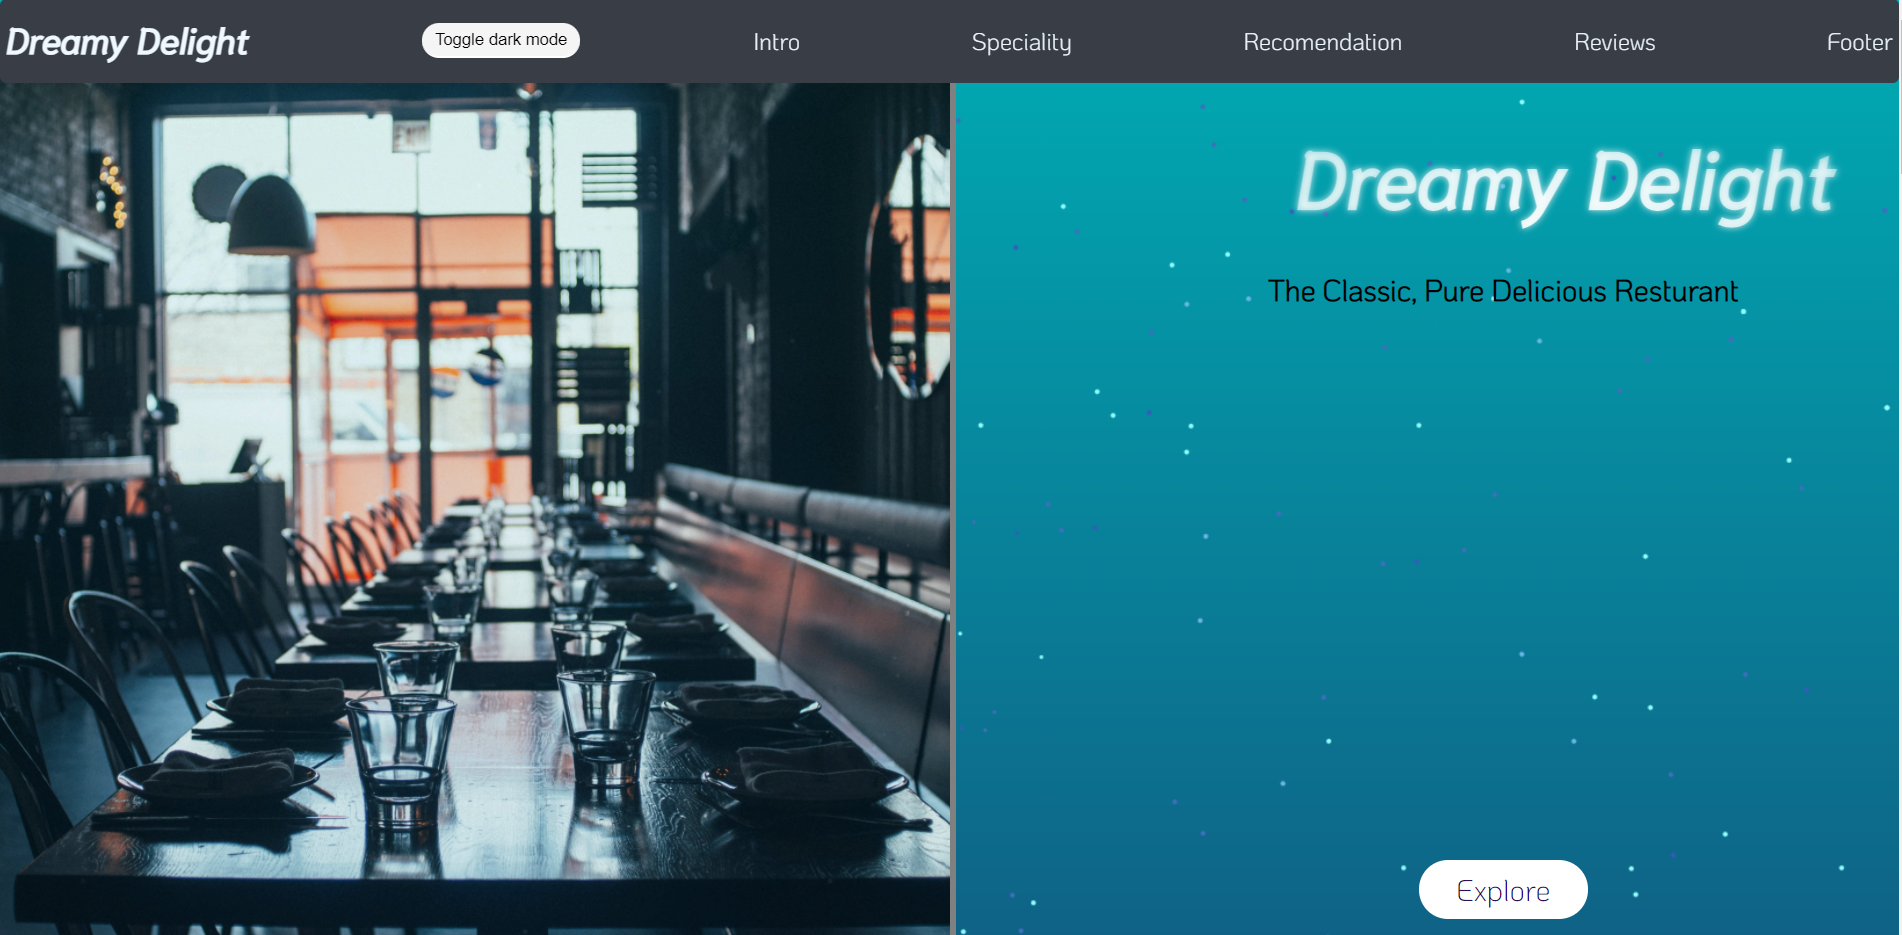 Dreamy Delight
Toggle dark mode
Intro
Speciality
Recomendation
Reviews
Footer
Dreamy Delight
The Classic, Pure Delicious Resturant
Explore